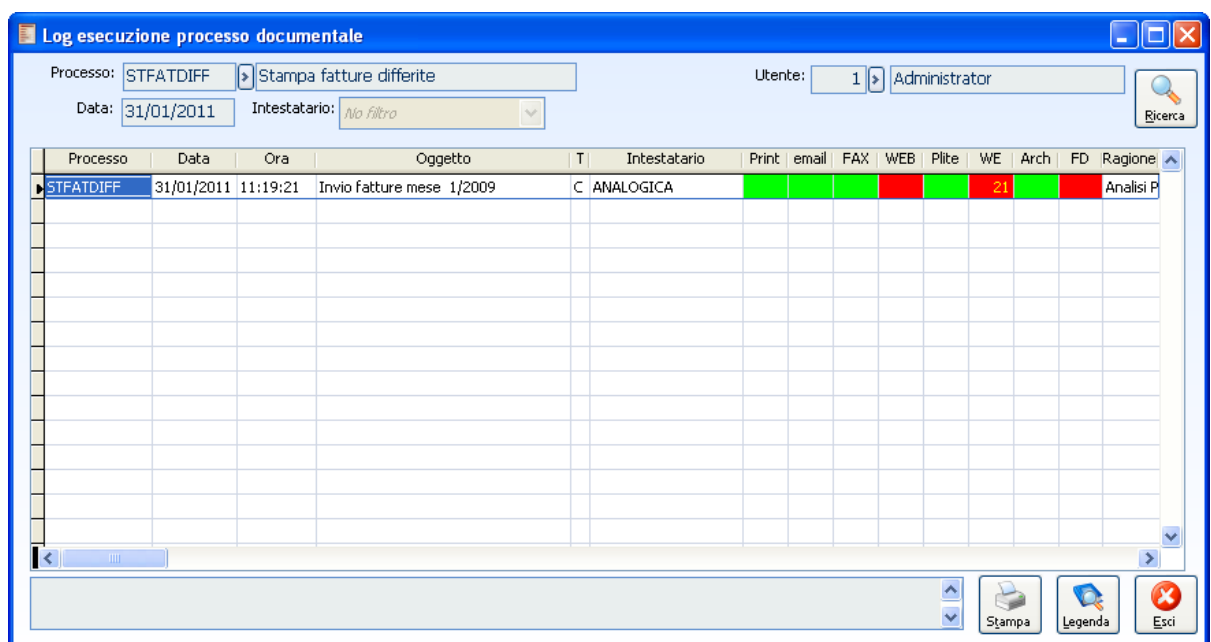 Log esecuzione processo documentale
Processo: STFATDIFF Stampa fatture differite Utente: 1 Administrator
Data: 31/01/2011 Intestatario: No filtro Ricerca
Processo Data Ora Oggetto T Intestatario Print email FAX WEB Plite WE Arch FD Ragione
STFATDIFF 31/01/2011 11:19:21 Invio fatture mese 1/2009 C ANALOGICA 21 Analisi P
Stampa Legenda Esci